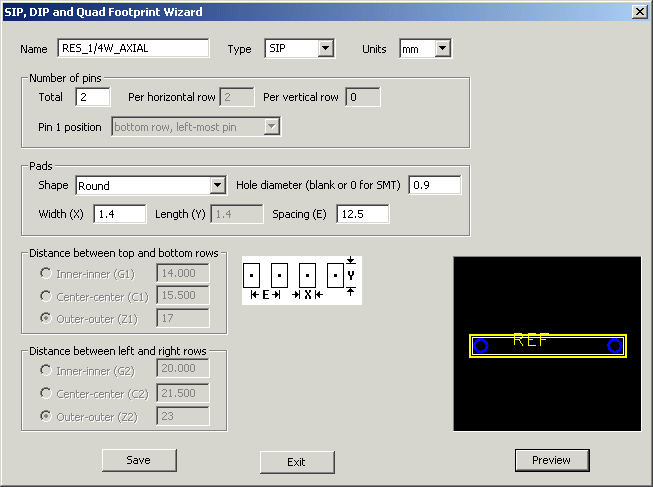 SIP, DIP and Quad Footprint Wizard
Name RES_1/4W_AXIAL Type SIP Units mm
Number of pins
Total 2 Per horizontal row 2 Per vertical row 0
Pin 1 position bottom row, left-most pin
Pads
Shape Round Hole diameter (blank or 0 for SMT) 0.9
Width (X) 1.4 Length (Y) 1.4 Spacing (E) 12.5
Distance between top and bottom rows
Inner-inner (G1) 14.000
Center-center (C1) 15.500
Outer-outer (Z1) 17
Y
E X
REF
Distance between left and right rows
Inner-inner (G2) 20.000
Center-center (C2) 21.500
Outer-outer (Z2) 23
Save Exit Preview